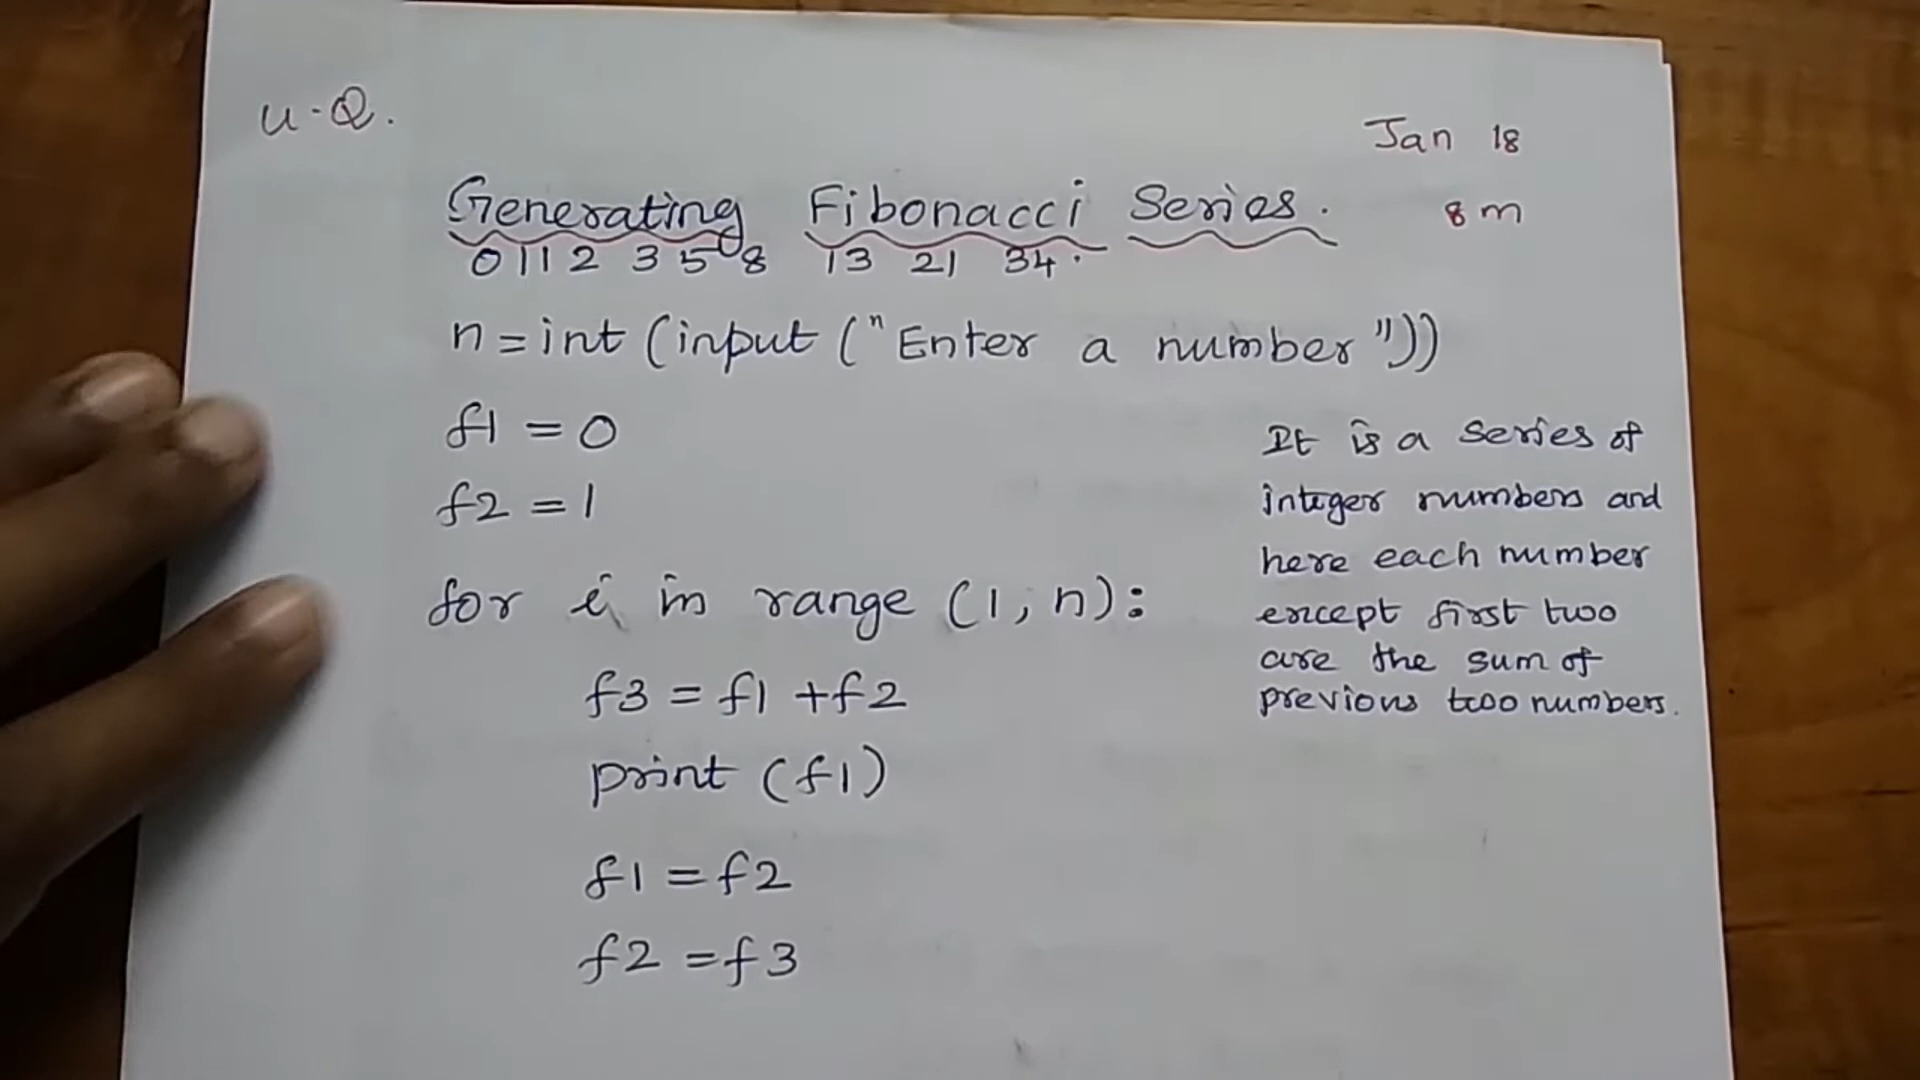 U.Q.
Jan 18
Generating Fibonacci Series.
8m
0 1 1 2 3 5 8 13 21 34.
n = int (input ("Enter a number"))
f1 = 0
f2 = 1
for i in range (1, n):
f3 = f1 + f2
print (f1)
f1 = f2
f2 = f3
It is a series of
integer numbers and
here each number
except first two
are the sum of
previous two numbers.